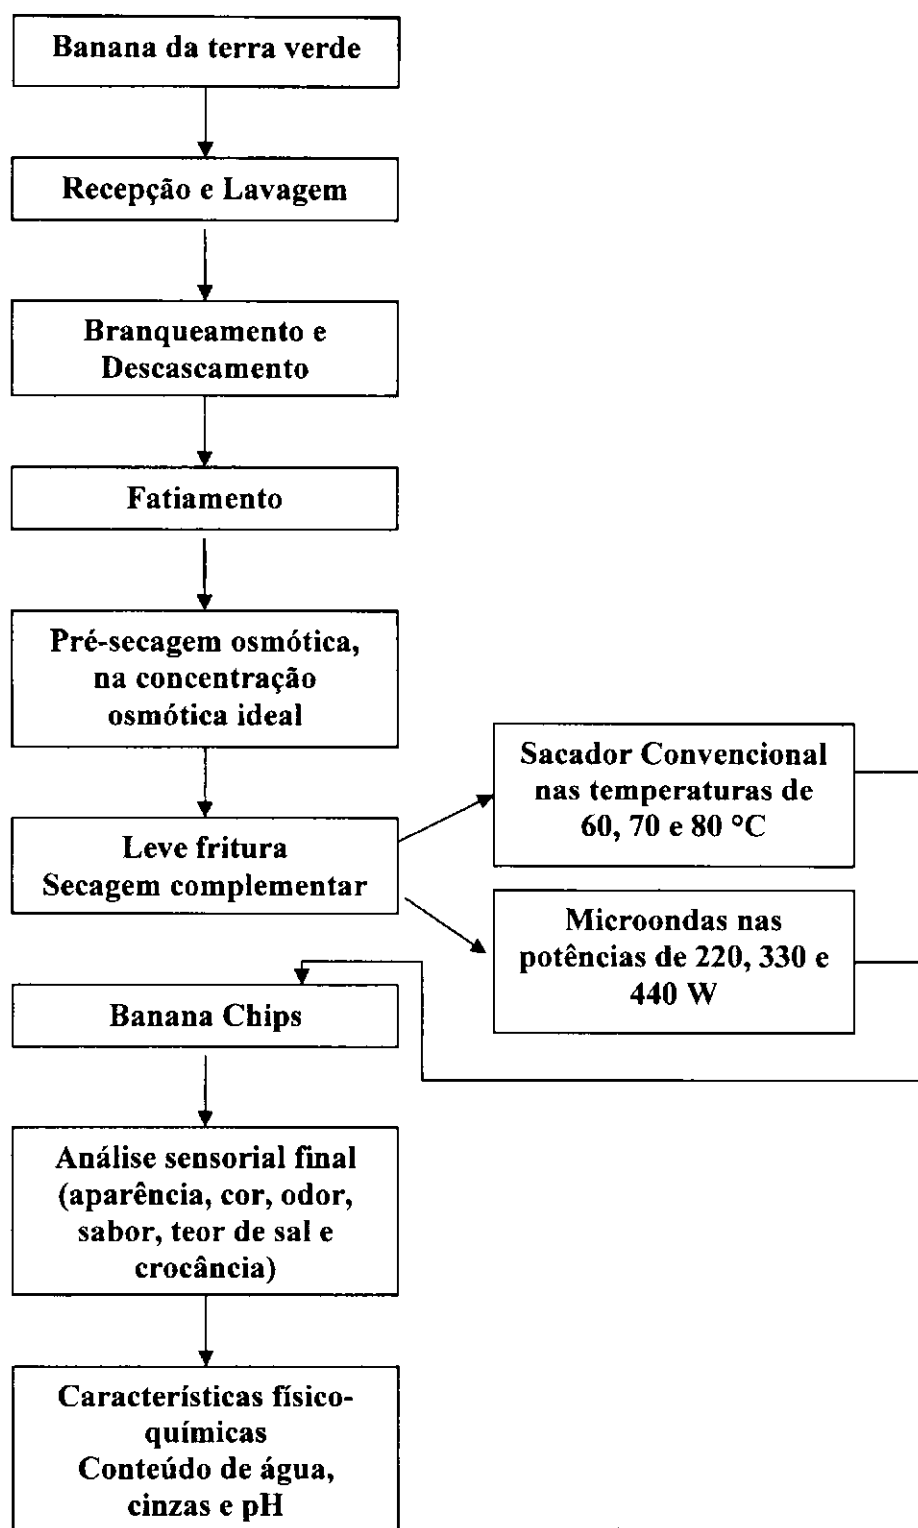 Banana da terra verde
Recepção e Lavagem
Branqueamento e
Descascamento
Fatiamento
Pré-secagem osmótica,
na concentração
osmótica ideal
Leve fritura
Secagem complementar
Sacador Convencional
nas temperaturas de
60, 70 e 80 °C
Microondas nas
potências de 220, 330 e
440 W
Banana Chips
Análise sensorial final
(aparência, cor, odor,
sabor, teor de sal e
crocância)
Características físico-
químicas
Conteúdo de água,
cinzas e pH